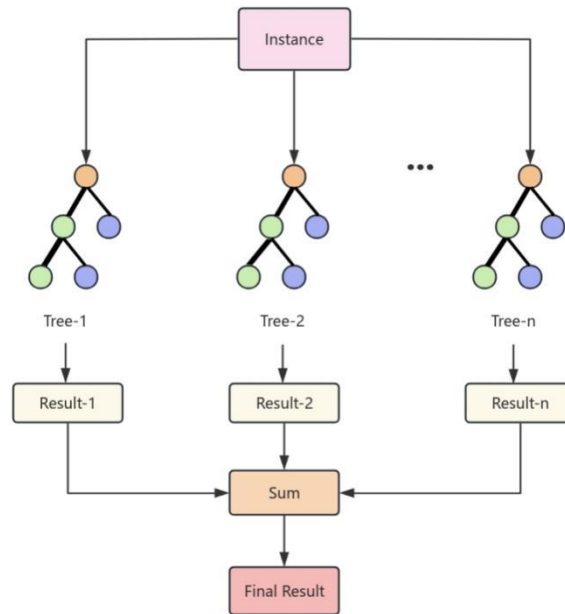 Instance
...
Tree-1
Tree-2
Tree-n
Result-1
Result-2
Result-n
Sum
Final Result